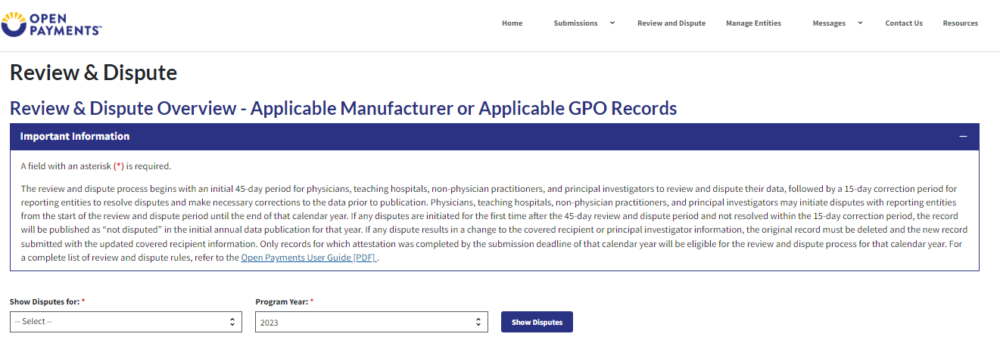 OPEN
PAYMENTS™
Home Submissions Review and Dispute Manage Entities Messages Contact Us Resources
Review & Dispute
Review & Dispute Overview - Applicable Manufacturer or Applicable GPO Records
Important Information
A field with an asterisk (*) is required.
The review and dispute process begins with an initial 45-day period for physicians, teaching hospitals, non-physician practitioners, and principal investigators to review and dispute their data, followed by a 15-day correction period for
reporting entities to resolve disputes and make necessary corrections to the data prior to publication. Physicians, teaching hospitals, non-physician practitioners, and principal investigators may initiate disputes with reporting entities
from the start of the review and dispute period until the end of that calendar year. If any disputes are initiated for the first time after the 45-day review and dispute period and not resolved within the 15-day correction period, the record
will be published as “not disputed” in the initial annual data publication for that year. If any dispute results in a change to the covered recipient or principal investigator information, the original record must be deleted and the new record
submitted with the updated covered recipient information. Only records for which attestation was completed by the submission deadline of that calendar year will be eligible for the review and dispute process for that calendar year. For
a complete list of review and dispute rules, refer to the Open Payments User Guide [PDF] .
Show Disputes for: * Program Year: *
-- Select -- 2023 Show Disputes